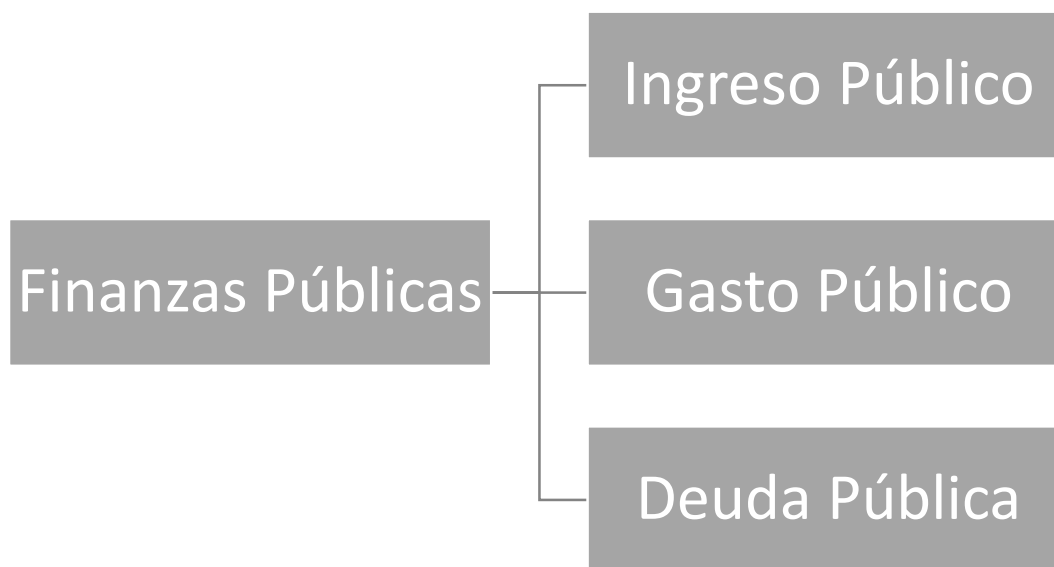 Ingreso Público
Finanzas Públicas
Gasto Público
Deuda Pública